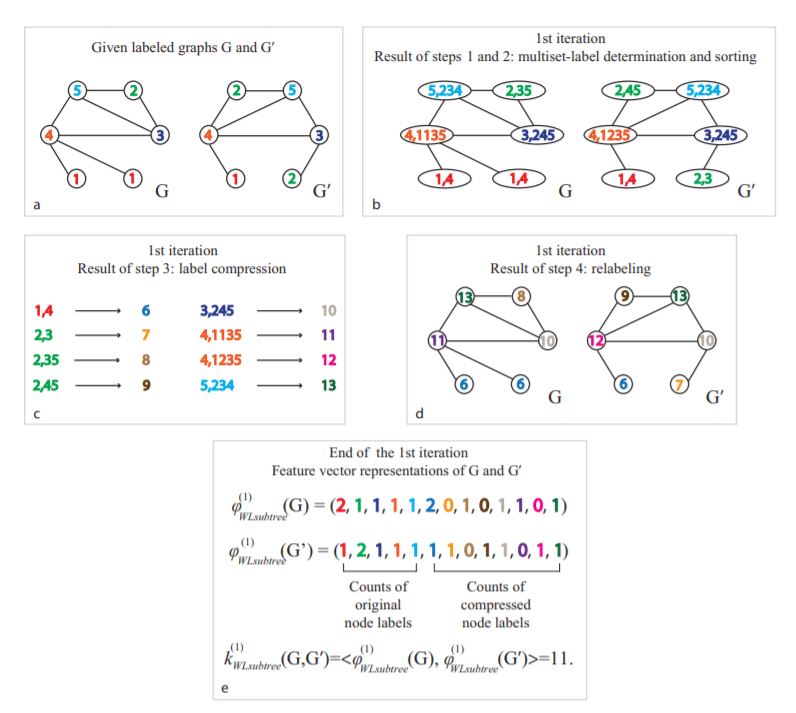 Given labeled graphs G and G′
5 2 2 5
4 3 4 3
1 1 G 1 2 G′
a
1st iteration
Result of steps 1 and 2: multiset-label determination and sorting
5,234 2,35 2,45 5,234
4,1135 3,245 4,1235 3,245
1,4 1,4 G 1,4 2,3 G′
b
1st iteration
Result of step 3: label compression
1,4 6 3,245 10
2,3 7 4,1135 11
2,35 8 4,1235 12
2,45 9 5,234 13
c
1st iteration
Result of step 4: relabeling
13 8 9 13
11 10 12 10
6 6 G 6 7 G′
d
End of the 1st iteration
Feature vector representations of G and G′
φ(1)WLsubtree(G) = (2, 1, 1, 1, 1, 2, 0, 1, 0, 1, 1, 0, 1)
φ(1)WLsubtree(G’) = (1, 2, 1, 1, 1, 1, 1, 0, 1, 1, 0, 1, 1)
Counts of Counts of
original compressed
node labels node labels
k(1)WLsubtree(G,G′)=<φ(1)WLsubtree(G), φ(1)WLsubtree(G′)>=11.
e